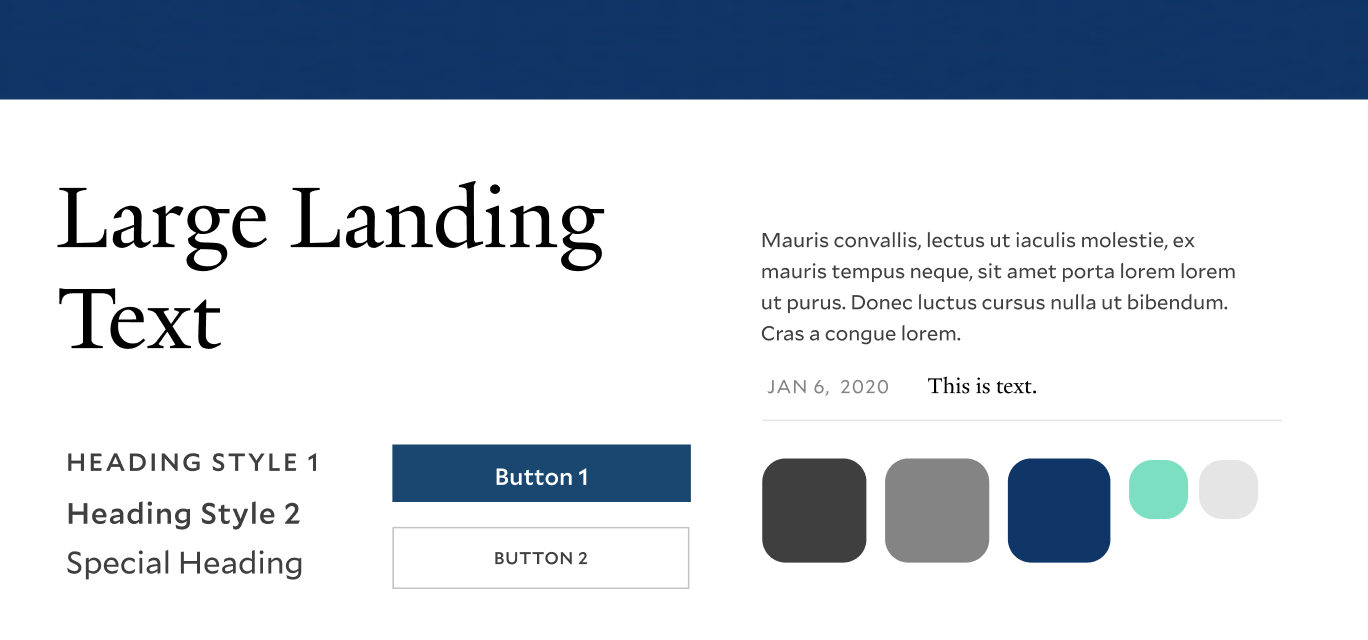 Large Landing
Text
Mauris convallis, lectus ut iaculis molestie, ex
mauris tempus neque, sit amet porta lorem lorem
ut purus. Donec luctus cursus nulla ut bibendum.
Cras a congue lorem.
JAN 6, 2020 This is text.
HEADING STYLE 1
Heading Style 2
Special Heading
Button 1
BUTTON 2